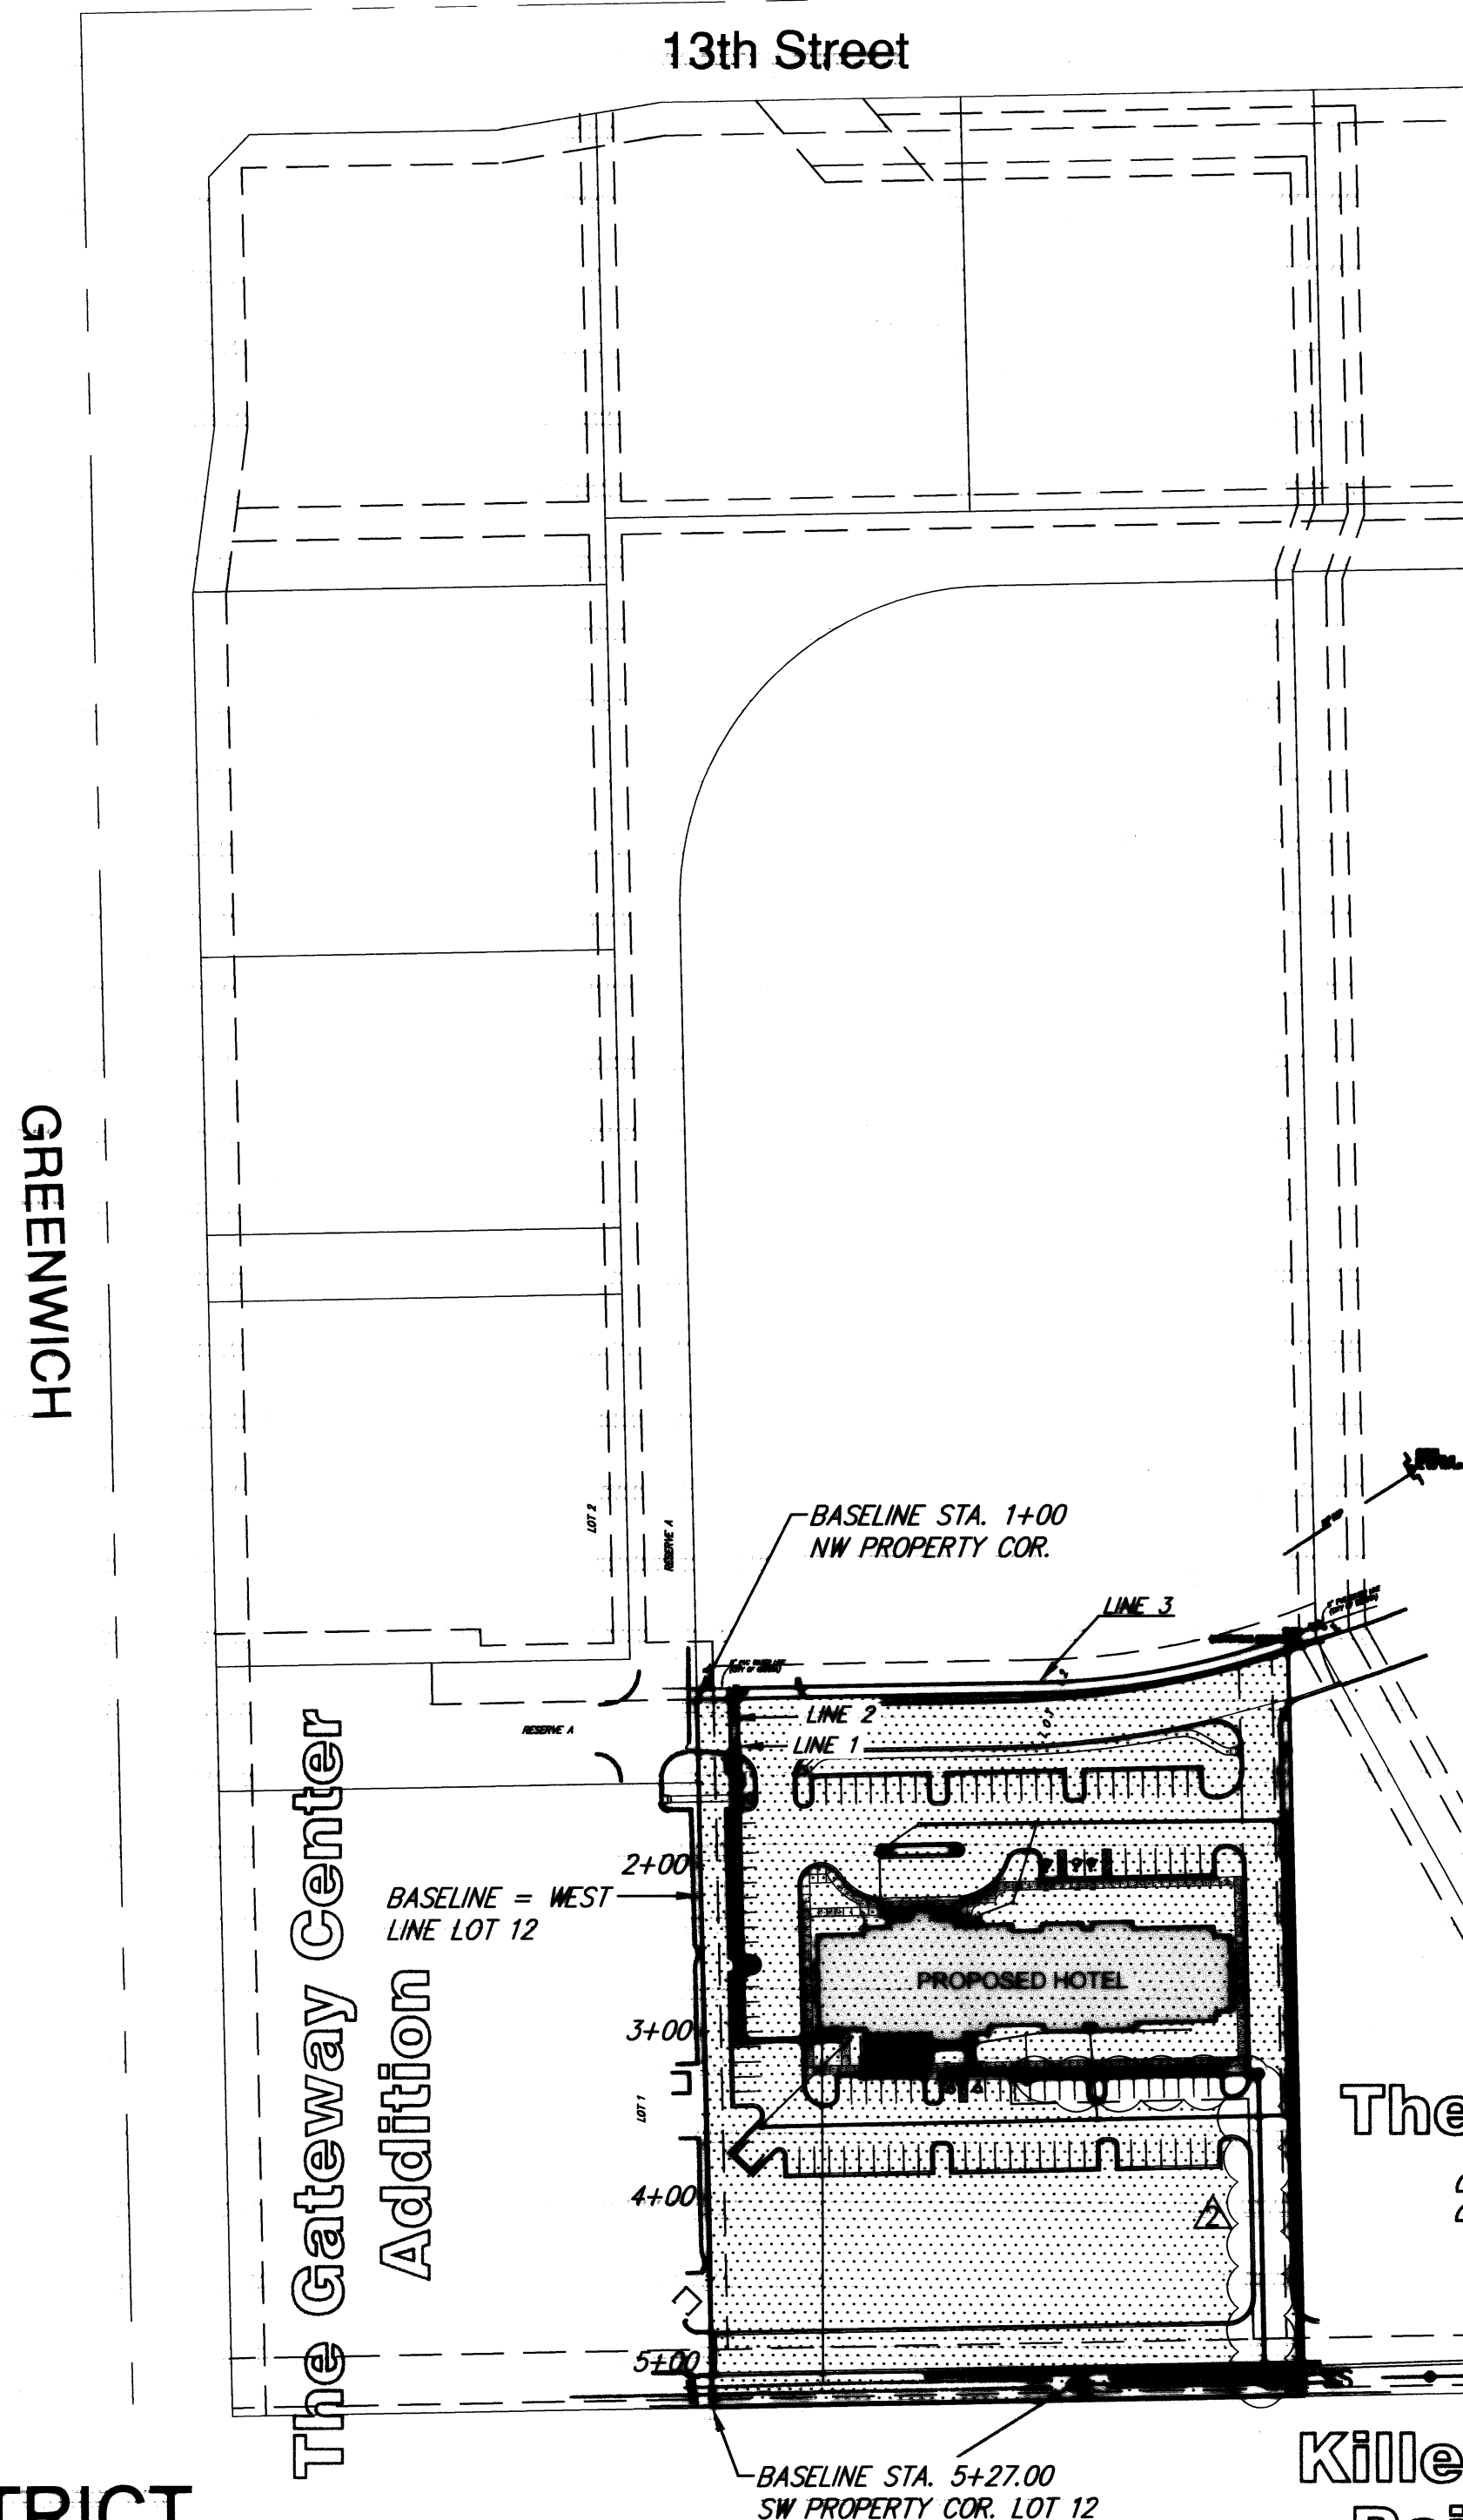 13th Street
GREENWICH
LOT 2
RESERVE A
BASELINE STA. 1+00
NW PROPERTY COR.
LINE 3
LINE 2
LINE 1
RESERVE A
The Gateway Center
Addition
2+00
BASELINE = WEST
LINE LOT 12
PROPOSED HOTEL
3+00
LOT 1
The
4+00
2
5+00
S
BASELINE STA. 5+27.00
SW PROPERTY COR. LOT 12
Kille
TRICT